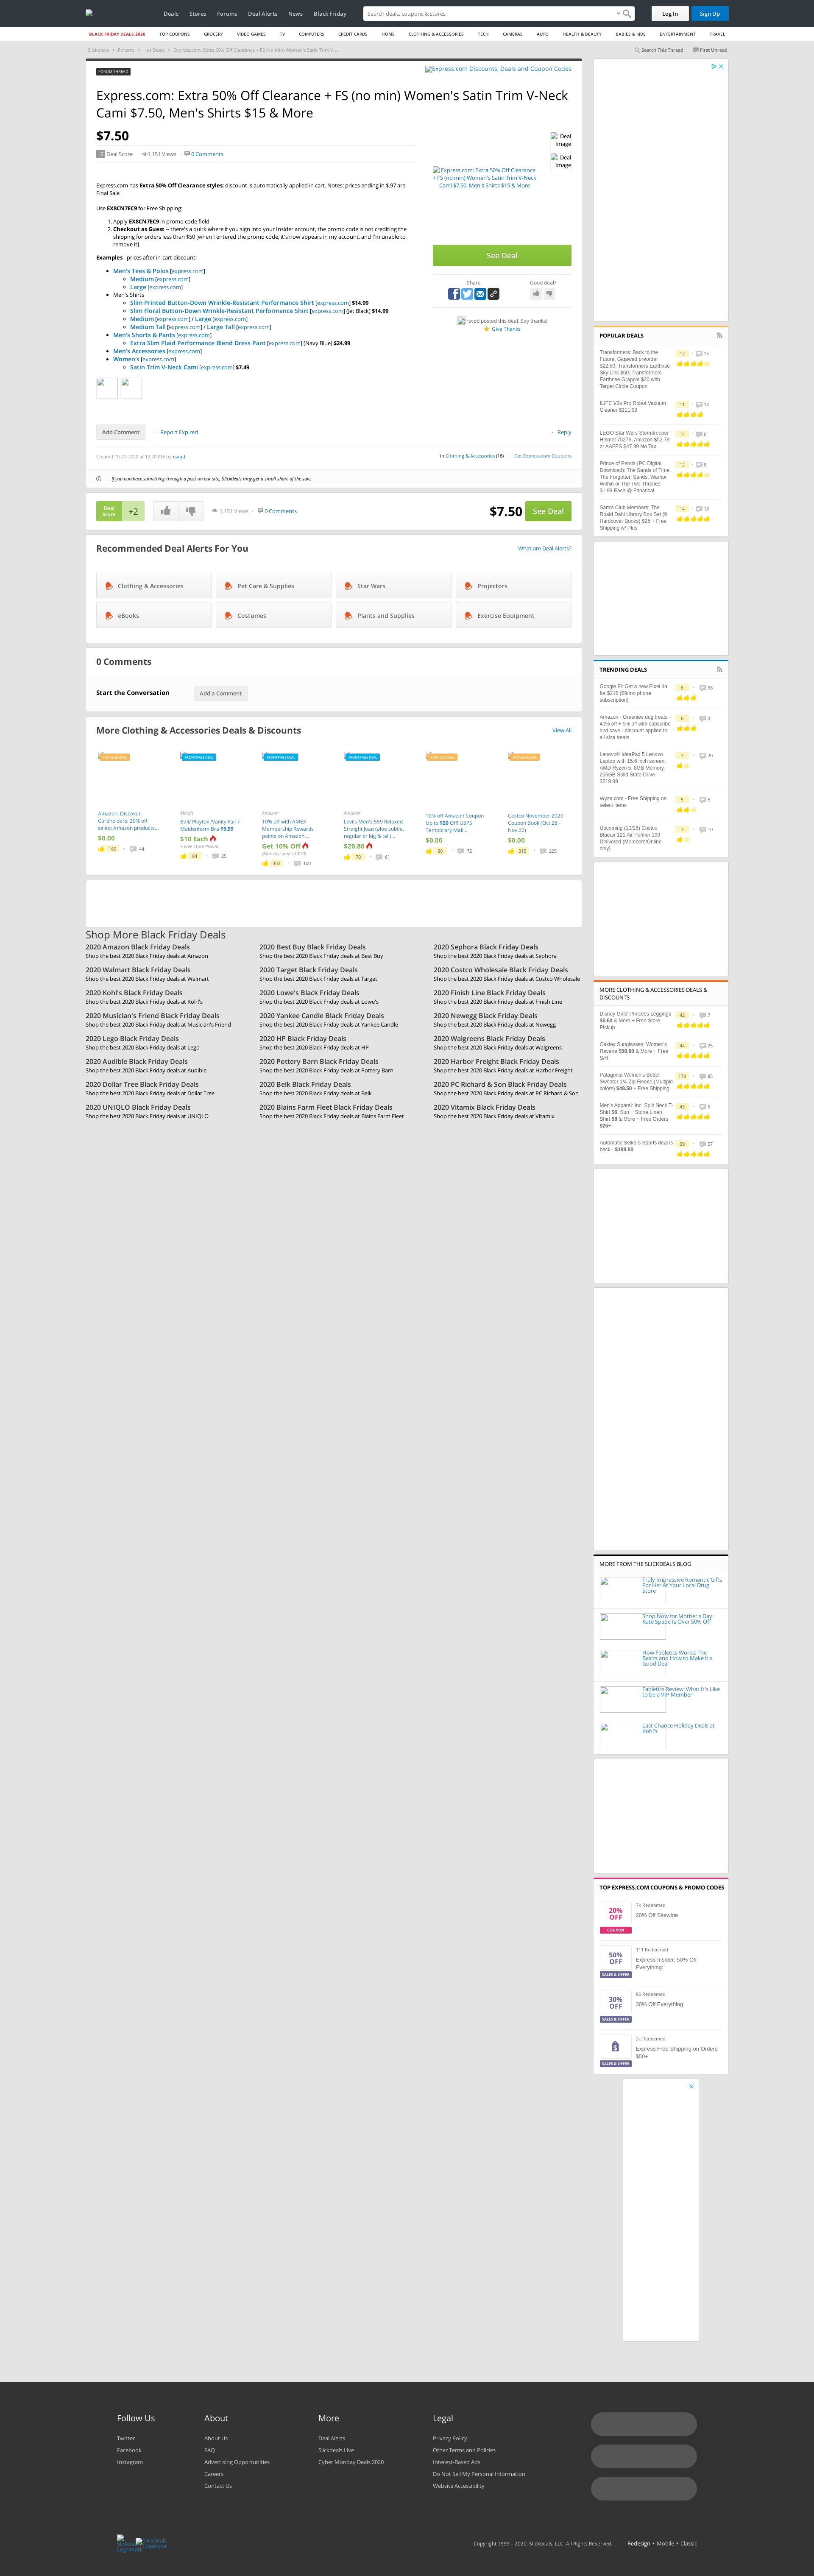 Deals
Stores
Forums
Deal Alerts
News
Black Friday
Search deals, coupons & stores
Log In
Sign Up
BLACK FRIDAY DEALS 2020
TOP COUPONS
GROCERY
VIDEO GAMES
TV
COMPUTERS
CREDIT CARDS
HOME
CLOTHING & ACCESSORIES
TECH
CAMERAS
AUTO
HEALTH & BEAUTY
BABIES & KIDS
ENTERTAINMENT
TRAVEL
Slickdeals
Forums
Hot Deals
Express.com: Extra 50% Off Clearance + FS (no min) Women's Satin Trim V-...
Search This Thread
First Unread
FORUM THREAD
Express.com Discounts, Deals and Coupon Codes
Express.com: Extra 50% Off Clearance + FS (no min) Women's Satin Trim V-Neck
Cami $7.50, Men's Shirts $15 & More
$7.50
+2 Deal Score
1,151 Views
0 Comments
Express.com has Extra 50% Off Clearance styles; discount is automatically applied in cart. Notes: prices ending in $.97 are
Final Sale
Use EX8CN7EC9 for Free Shipping:
1. Apply EX8CN7EC9 in promo code field
2. Checkout as Guest -- there's a quirk where if you sign into your Insider account, the promo code is not crediting the
shipping for orders less than $50 [when I entered the promo code, it's now appears in my account, and I'm unable to
remove it]
Examples - prices after in-cart discount:
Men's Tees & Polos [express.com]
Medium [express.com]
Large [express.com]
Men's Shirts
Slim Printed Button-Down Wrinkle-Resistant Performance Shirt [express.com] $14.99
Slim Floral Button-Down Wrinkle-Resistant Performance Shirt [express.com] (Jet Black) $14.99
Medium [express.com] / Large [express.com]
Medium Tall [express.com] / Large Tall [express.com]
Men's Shorts & Pants [express.com]
Extra Slim Plaid Performance Blend Dress Pant [express.com] (Navy Blue) $24.99
Men's Accessories [express.com]
Women's [express.com]
Satin Trim V-Neck Cami [express.com] $7.49
Deal
Image
Deal
Image
Express.com: Extra 50% Off Clearance
+ FS (no min) Women's Satin Trim V-Neck
Cami $7.50, Men's Shirts $15 & More
See Deal
Share
Good deal?
rsvpd posted this deal. Say thanks!
Give Thanks
Add Comment
Report Expired
Reply
Created 10-21-2020 at 12:20 PM by rsvpd
in Clothing & Accessories (16)
Get Express.com Coupons
If you purchase something through a post on our site, Slickdeals may get a small share of the sale.
Deal
Score
+2
1,151 Views
0 Comments
$7.50
See Deal
Recommended Deal Alerts For You
What are Deal Alerts?
Clothing & Accessories
Pet Care & Supplies
Star Wars
Projectors
eBooks
Costumes
Plants and Supplies
Exercise Equipment
0 Comments
Start the Conversation
Add a Comment
More Clothing & Accessories Deals & Discounts
View All
POPULAR DEAL
Amazon: Discover
Cardholders: 20% off
select Amazon products...
$0.00
160
44
FRONTPAGE DEAL
Macy's
Bali/ Playtex /Vanity Fair /
Maidenform Bra $9.99
$10 Each
+ Free Store Pickup
84
25
FRONTPAGE DEAL
Amazon
10% off with AMEX
Membership Rewards
points on Amazon....
Get 10% Off
(Max Discount of $10)
302
100
FRONTPAGE DEAL
Amazon
Levi's Men's 559 Relaxed
Straight Jean (aloe subtle,
regular or big & tall)....
$20.80
70
61
POPULAR DEAL
10% off Amazon Coupon
Up to $20 Off! USPS
Temporary Mail...
$0.00
80
72
POPULAR DEAL
Costco November 2020
Coupon Book (Oct 28 -
Nov 22)
$0.00
315
225
Shop More Black Friday Deals
2020 Amazon Black Friday Deals
Shop the best 2020 Black Friday deals at Amazon
2020 Best Buy Black Friday Deals
Shop the best 2020 Black Friday deals at Best Buy
2020 Sephora Black Friday Deals
Shop the best 2020 Black Friday deals at Sephora
2020 Walmart Black Friday Deals
Shop the best 2020 Black Friday deals at Walmart
2020 Target Black Friday Deals
Shop the best 2020 Black Friday deals at Target
2020 Costco Wholesale Black Friday Deals
Shop the best 2020 Black Friday deals at Costco Wholesale
2020 Kohl's Black Friday Deals
Shop the best 2020 Black Friday deals at Kohl's
2020 Lowe's Black Friday Deals
Shop the best 2020 Black Friday deals at Lowe's
2020 Finish Line Black Friday Deals
Shop the best 2020 Black Friday deals at Finish Line
2020 Musician's Friend Black Friday Deals
Shop the best 2020 Black Friday deals at Musician's Friend
2020 Yankee Candle Black Friday Deals
Shop the best 2020 Black Friday deals at Yankee Candle
2020 Newegg Black Friday Deals
Shop the best 2020 Black Friday deals at Newegg
2020 Lego Black Friday Deals
Shop the best 2020 Black Friday deals at Lego
2020 HP Black Friday Deals
Shop the best 2020 Black Friday deals at HP
2020 Walgreens Black Friday Deals
Shop the best 2020 Black Friday deals at Walgreens
2020 Audible Black Friday Deals
Shop the best 2020 Black Friday deals at Audible
2020 Pottery Barn Black Friday Deals
Shop the best 2020 Black Friday deals at Pottery Barn
2020 Harbor Freight Black Friday Deals
Shop the best 2020 Black Friday deals at Harbor Freight
2020 Dollar Tree Black Friday Deals
Shop the best 2020 Black Friday deals at Dollar Tree
2020 Belk Black Friday Deals
Shop the best 2020 Black Friday deals at Belk
2020 PC Richard & Son Black Friday Deals
Shop the best 2020 Black Friday deals at PC Richard & Son
2020 UNIQLO Black Friday Deals
Shop the best 2020 Black Friday deals at UNIQLO
2020 Blains Farm Fleet Black Friday Deals
Shop the best 2020 Black Friday deals at Blains Farm Fleet
2020 Vitamix Black Friday Deals
Shop the best 2020 Black Friday deals at Vitamix
POPULAR DEALS
Transformers: Back to the
Future, Gigawatt preorder
$22.50; Transformers Earthrise
Sky Linx $60; Transformers
Earthrise Grapple $20 with
Target Circle Coupon
12
15
ILIFE V3s Pro Robot Vacuum
Cleaner $111.99
11
14
LEGO Star Wars Stormtrooper
Helmet 75276, Amazon $52.79
or AAFES $47.99 No Tax
14
6
Prince of Persia (PC Digital
Download): The Sands of Time,
The Forgotten Sands, Warrior
Within or The Two Thrones
$1.99 Each @ Fanatical
12
8
Sam's Club Members: The
Roald Dahl Library Box Set (9
Hardcover Books) $25 + Free
Shipping w/ Plus
14
13
TRENDING DEALS
Google Fi: Get a new Pixel 4a
for $216 ($9/mo phone
subscription)
6
68
Amazon - Greenies dog treats -
40% off + 5% off with subscribe
and save - discount applied to
all size treats
6
3
Lenovo® IdeaPad 5 Lenovo
Laptop with 15.6 inch screen,
AMD Ryzen 5, 8GB Memory,
256GB Solid State Drive -
$519.99
3
20
Wyze.com - Free Shipping on
select items
5
5
Upcoming (10/26) Costco
Blueair 121 Air Purifier 199
Delivered (Members/Online
only)
3
10
MORE CLOTHING & ACCESSORIES DEALS &
DISCOUNTS
Disney Girls' Princess Leggings
$5.60 & More + Free Store
Pickup
42
7
Oakley Sunglasses: Women's
Reverie $58.80 & More + Free
S/H
44
25
Patagonia Women's Better
Sweater 1/4-Zip Fleece (Multiple
colors) $49.50 + Free Shipping
178
85
Men's Apparel: Inc. Split Neck T-
Shirt $6, Sun + Stone Linen
Shirt $8 & More + Free Orders
$25+
43
5
Automatic Seiko 5 Sports deal is
back - $188.80
39
57
MORE FROM THE SLICKDEALS BLOG
Truly Impressive Romantic Gifts
For Her At Your Local Drug
Store
Shop Now for Mother's Day:
Kate Spade Is Over 50% Off
How Fabletics Works: The
Basics and How to Make it a
Good Deal
Fabletics Review: What It's Like
to be a VIP Member
Last Chance Holiday Deals at
Kohl's
TOP EXPRESS.COM COUPONS & PROMO CODES
20%
OFF
COUPON
7k Redeemed
20% Off Sitewide
50%
OFF
SALES & OFFER
111 Redeemed
Express Insider: 50% Off
Everything
30%
OFF
SALES & OFFER
86 Redeemed
30% Off Everything
SALES & OFFER
2k Redeemed
Express Free Shipping on Orders
$50+
Follow Us
Twitter
Facebook
Instagram
About
About Us
FAQ
Advertising Opportunities
Careers
Contact Us
More
Deal Alerts
Slickdeals Live
Cyber Monday Deals 2020
Legal
Privacy Policy
Other Terms and Policies
Interest-Based Ads
Do Not Sell My Personal Information
Website Accessibility
Slickdeals
Logomark
Slickdeals
Logotype
Copyright 1999 - 2020. Slickdeals, LLC. All Rights Reserved.
Redesign • Mobile • Classic